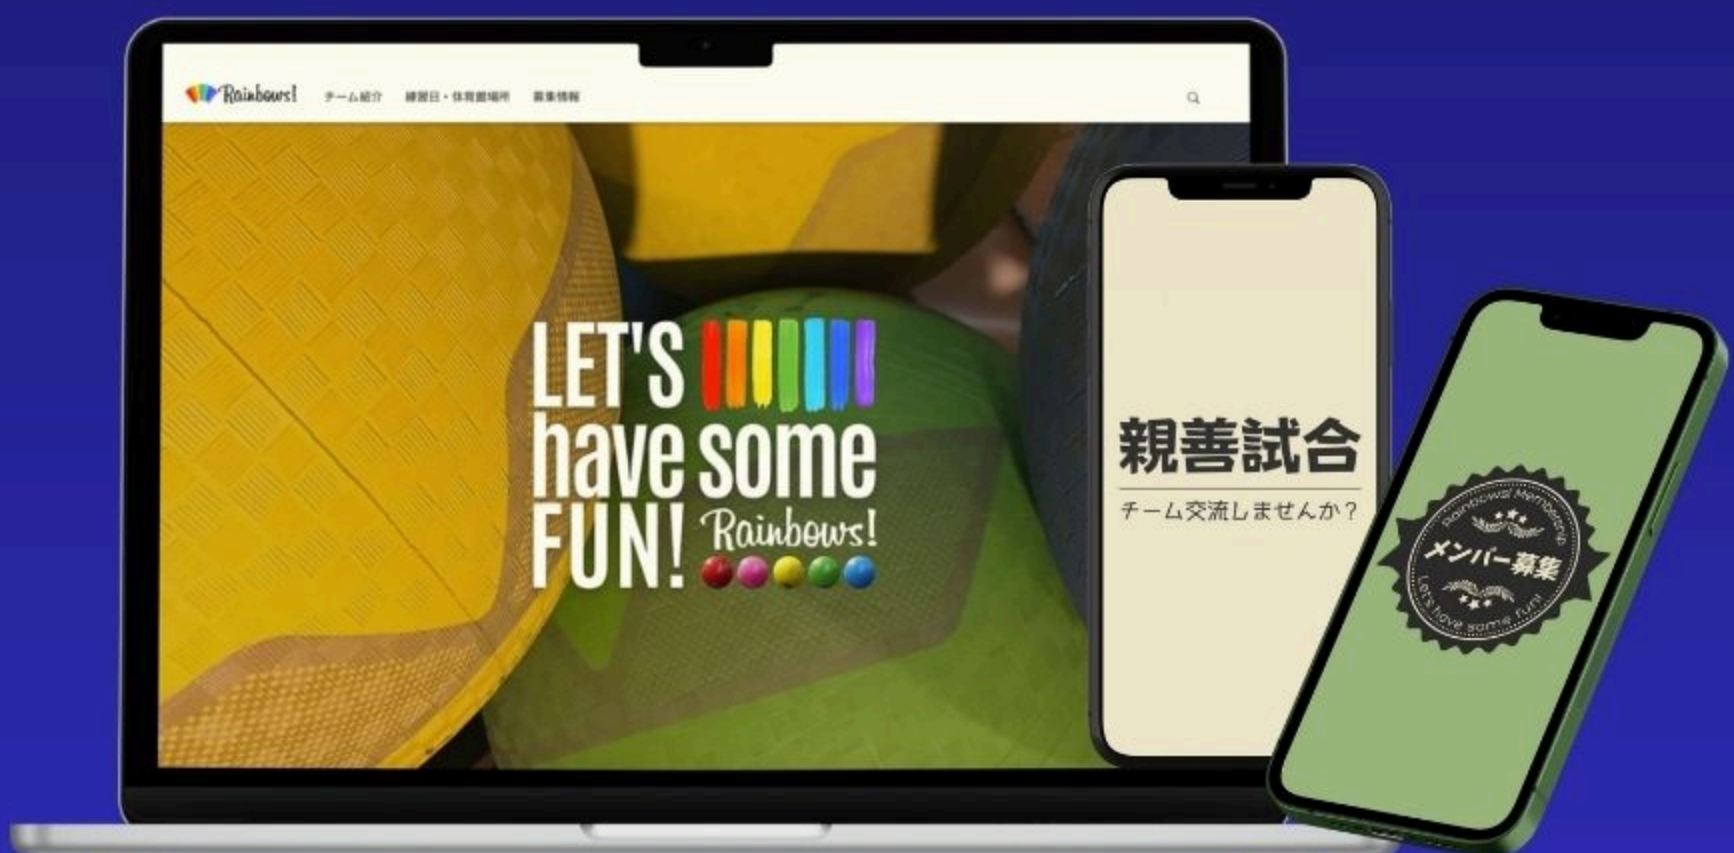 Rainbows! チーム紹介 練習日・体育館場所 募集情報
LET'S
have some
FUN! Rainbows!
親善試合
チーム交流しませんか?
Rainbows! Membership
メンバー募集
Let's have some fun!